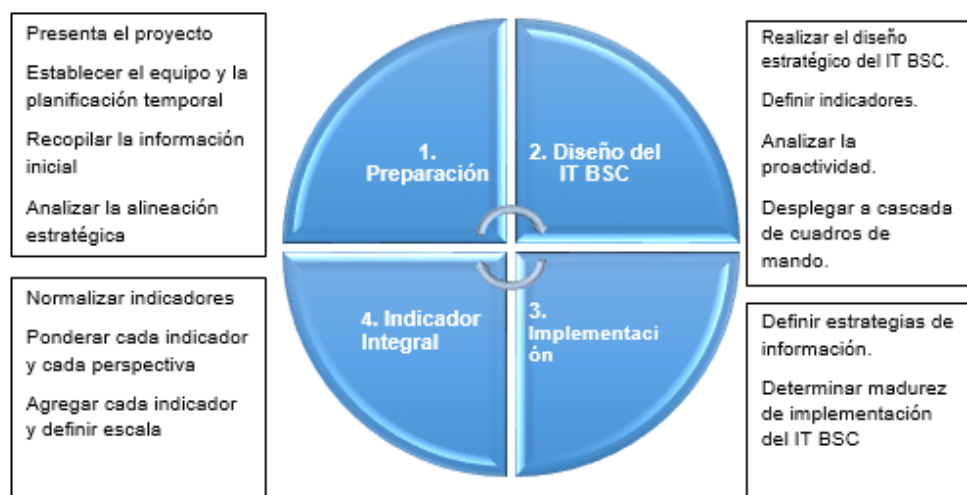 Presenta el proyecto
Establecer el equipo y la
planificación temporal
Recopilar la información
inicial
Analizar la alineación
estratégica
1.
Preparación
2. Diseño del
IT BSC
Realizar el diseño
estratégico del IT BSC.
Definir indicadores.
Analizar la
proactividad.
Desplegar a cascada
de cuadros de
mando.
Normalizar indicadores
Ponderar cada indicador
y cada perspectiva
Agregar cada indicador
y definir escala
4. Indicador
Integral
3.
Implementaci
ón
Definir estrategias de
información.
Determinar madurez
de implementación
del IT BSC